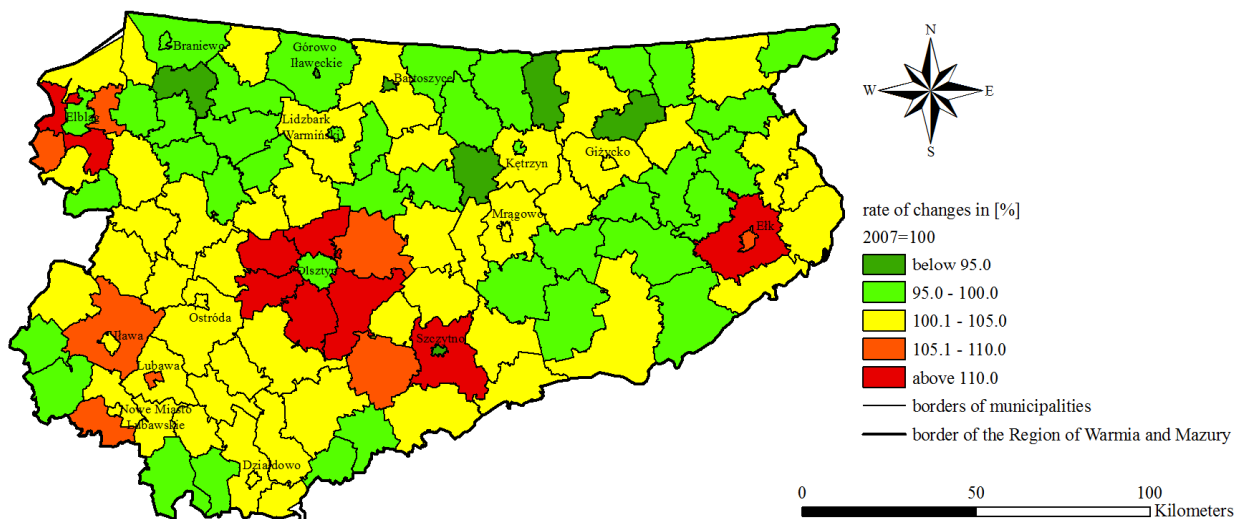 Braniewo
Górowo
Iławeckie
Bartoszyce
Elbląg
Lidzbark
Warmiński
Kętrzyn
Giżycko
Mrągowo
Ełk
Olsztyn
Ostróda
Szczytno
Iława
Lubawa
Nowe Miasto
Lubawskie
Działdowo
N
W
E
S
rate of changes in [%]
2007=100
below 95.0
95.0 - 100.0
100.1 - 105.0
105.1 - 110.0
above 110.0
borders of municipalities
border of the Region of Warmia and Mazury
0 50 100
Kilometers